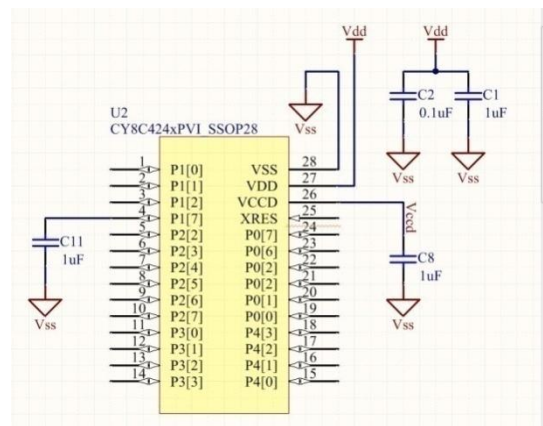 Vdd
Vdd
C2
0.1uF
C1
1uF
Vss
Vss
Vss
U2
CY8C424xPVI_SSOP28
1 P1[0] VSS 28
2 P1[1] VDD 27
3 P1[2] VCCD 26
4 P1[7] XRES 25
5 P2[2] P0[7] 24
6 P2[3] P0[6] 23
7 P2[4] P0[2] 22
8 P2[5] P0[2] 21
9 P2[6] P0[1] 20
10 P2[7] P0[0] 19
11 P3[0] P4[3] 18
12 P3[1] P4[2] 17
13 P3[2] P4[1] 16
14 P3[3] P4[0] 15
C11
1uF
Vss
Vccd
C8
1uF
Vss